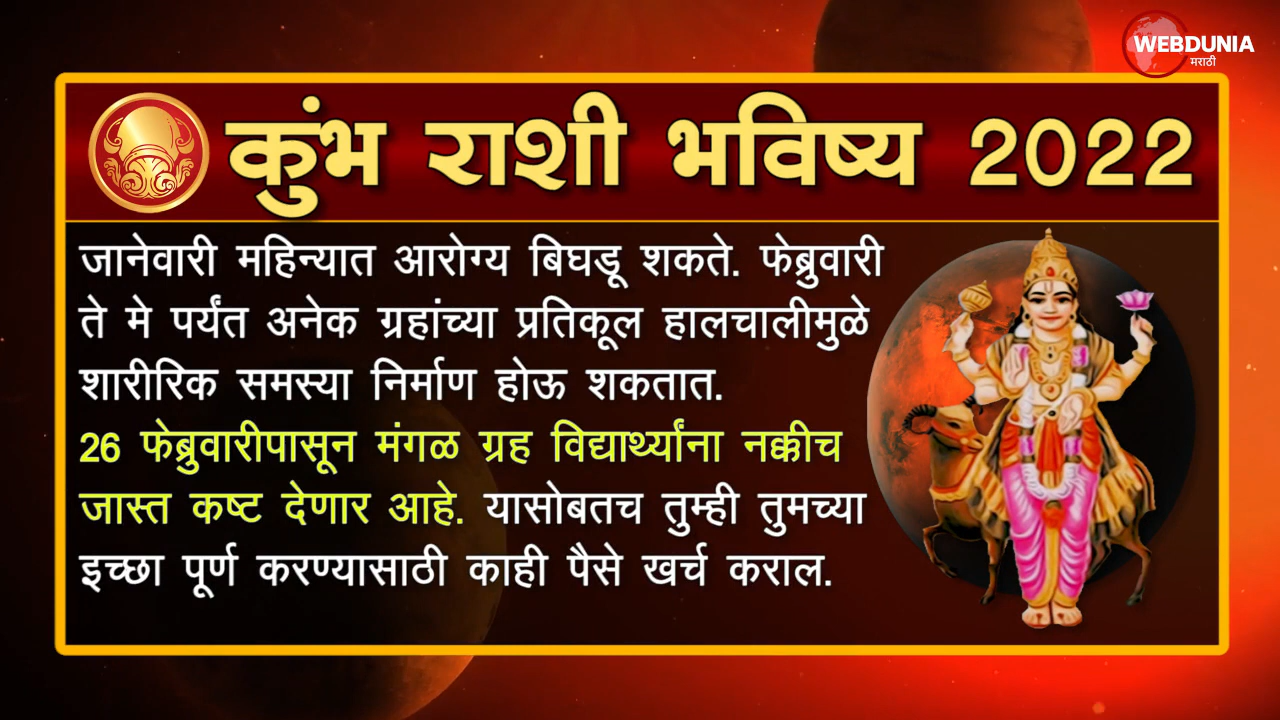 WEBDUNIA
मराठी
कुंभ राशी भविष्य 2022
जानेवारी महिन्यात आरोग्य बिघडू शकते. फेब्रुवारी
ते मे पर्यंत अनेक ग्रहांच्या प्रतिकूल हालचालीमुळे
शारीरिक समस्या निर्माण होऊ शकतात.
26 फेब्रुवारीपासून मंगळ ग्रह विद्यार्थ्यांना नक्कीच
जास्त कष्ट देणार आहे. यासोबतच तुम्ही तुमच्या
इच्छा पूर्ण करण्यासाठी काही पैसे खर्च कराल.